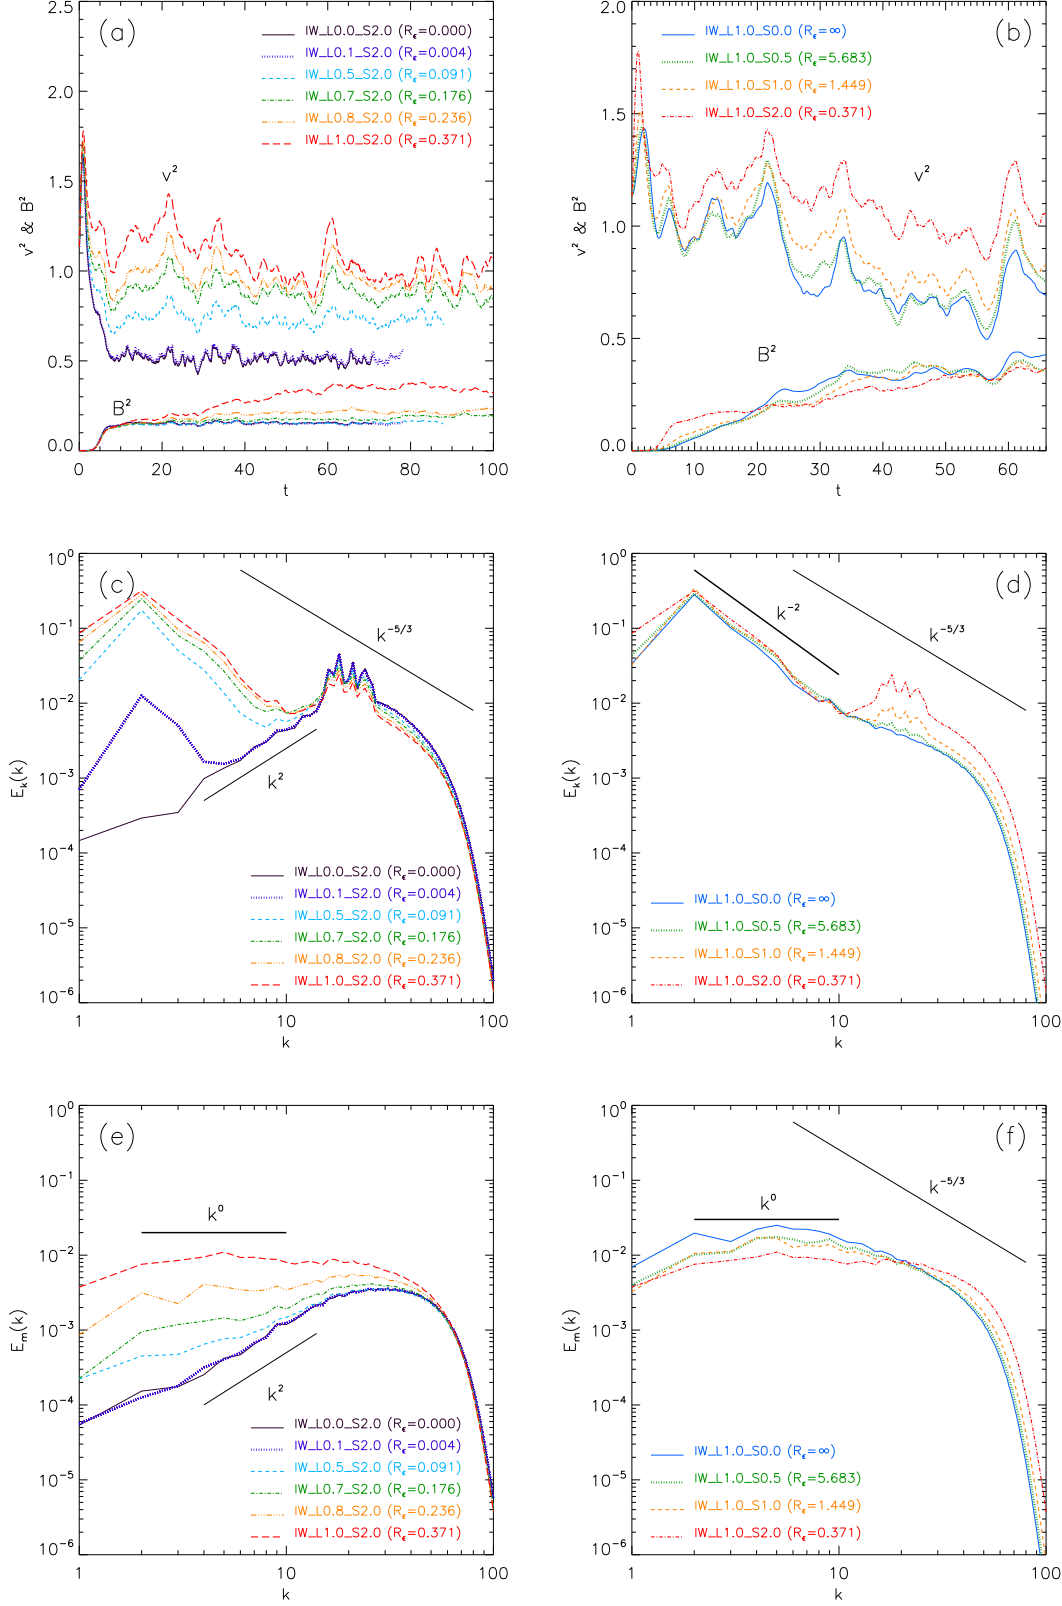 (a)
IW_L0.0_S2.0 (Rϵ=0.000)
IW_L0.1_S2.0 (Rϵ=0.004)
IW_L0.5_S2.0 (Rϵ=0.091)
IW_L0.7_S2.0 (Rϵ=0.176)
IW_L0.8_S2.0 (Rϵ=0.236)
IW_L1.0_S2.0 (Rϵ=0.371)
v²
B²
v² & B²
2.5
2.0
1.5
1.0
0.5
0.0
0 20 40 60 80 100
t
(b)
IW_L1.0_S0.0 (Rϵ=∞)
IW_L1.0_S0.5 (Rϵ=5.683)
IW_L1.0_S1.0 (Rϵ=1.449)
IW_L1.0_S2.0 (Rϵ=0.371)
v²
B²
v² & B²
2.0
1.5
1.0
0.5
0.0
0 10 20 30 40 50 60
t
(c)
k⁻⁵/³
k²
IW_L0.0_S2.0 (Rϵ=0.000)
IW_L0.1_S2.0 (Rϵ=0.004)
IW_L0.5_S2.0 (Rϵ=0.091)
IW_L0.7_S2.0 (Rϵ=0.176)
IW_L0.8_S2.0 (Rϵ=0.236)
IW_L1.0_S2.0 (Rϵ=0.371)
Eₖ(k)
10⁰
10⁻¹
10⁻²
10⁻³
10⁻⁴
10⁻⁵
10⁻⁶
1 10 100
k
(d)
k⁻²
k⁻⁵/³
IW_L1.0_S0.0 (Rϵ=∞)
IW_L1.0_S0.5 (Rϵ=5.683)
IW_L1.0_S1.0 (Rϵ=1.449)
IW_L1.0_S2.0 (Rϵ=0.371)
Eₖ(k)
10⁰
10⁻¹
10⁻²
10⁻³
10⁻⁴
10⁻⁵
10⁻⁶
1 10 100
k
(e)
k⁰
k²
IW_L0.0_S2.0 (Rϵ=0.000)
IW_L0.1_S2.0 (Rϵ=0.004)
IW_L0.5_S2.0 (Rϵ=0.091)
IW_L0.7_S2.0 (Rϵ=0.176)
IW_L0.8_S2.0 (Rϵ=0.236)
IW_L1.0_S2.0 (Rϵ=0.371)
Eₘ(k)
10⁰
10⁻¹
10⁻²
10⁻³
10⁻⁴
10⁻⁵
10⁻⁶
1 10 100
k
(f)
k⁰
k⁻⁵/³
IW_L1.0_S0.0 (Rϵ=∞)
IW_L1.0_S0.5 (Rϵ=5.683)
IW_L1.0_S1.0 (Rϵ=1.449)
IW_L1.0_S2.0 (Rϵ=0.371)
Eₘ(k)
10⁰
10⁻¹
10⁻²
10⁻³
10⁻⁴
10⁻⁵
10⁻⁶
1 10 100
k